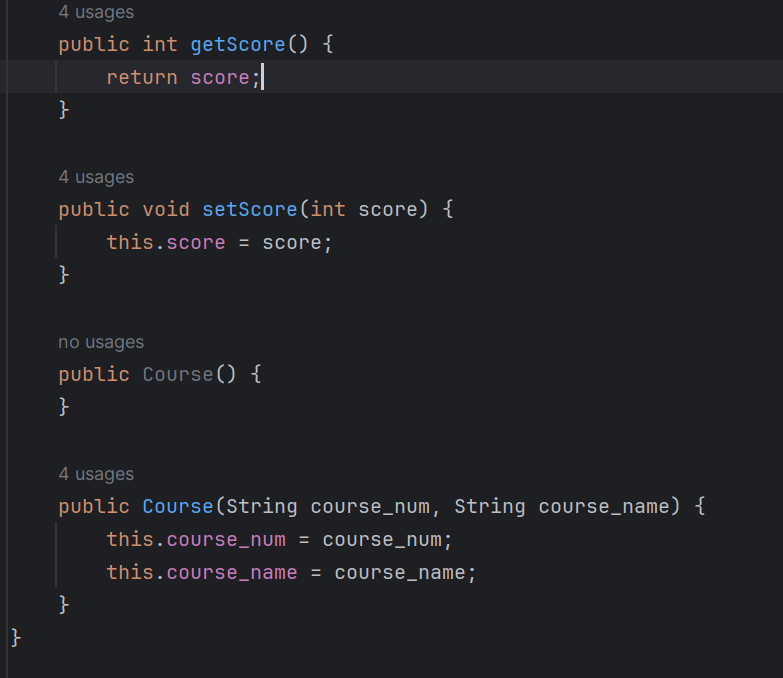 4 usages
public int getScore() {
return score;
}
4 usages
public void setScore(int score) {
this.score = score;
}
no usages
public Course() {
}
4 usages
public Course(String course_num, String course_name) {
this.course_num = course_num;
this.course_name = course_name;
}
}